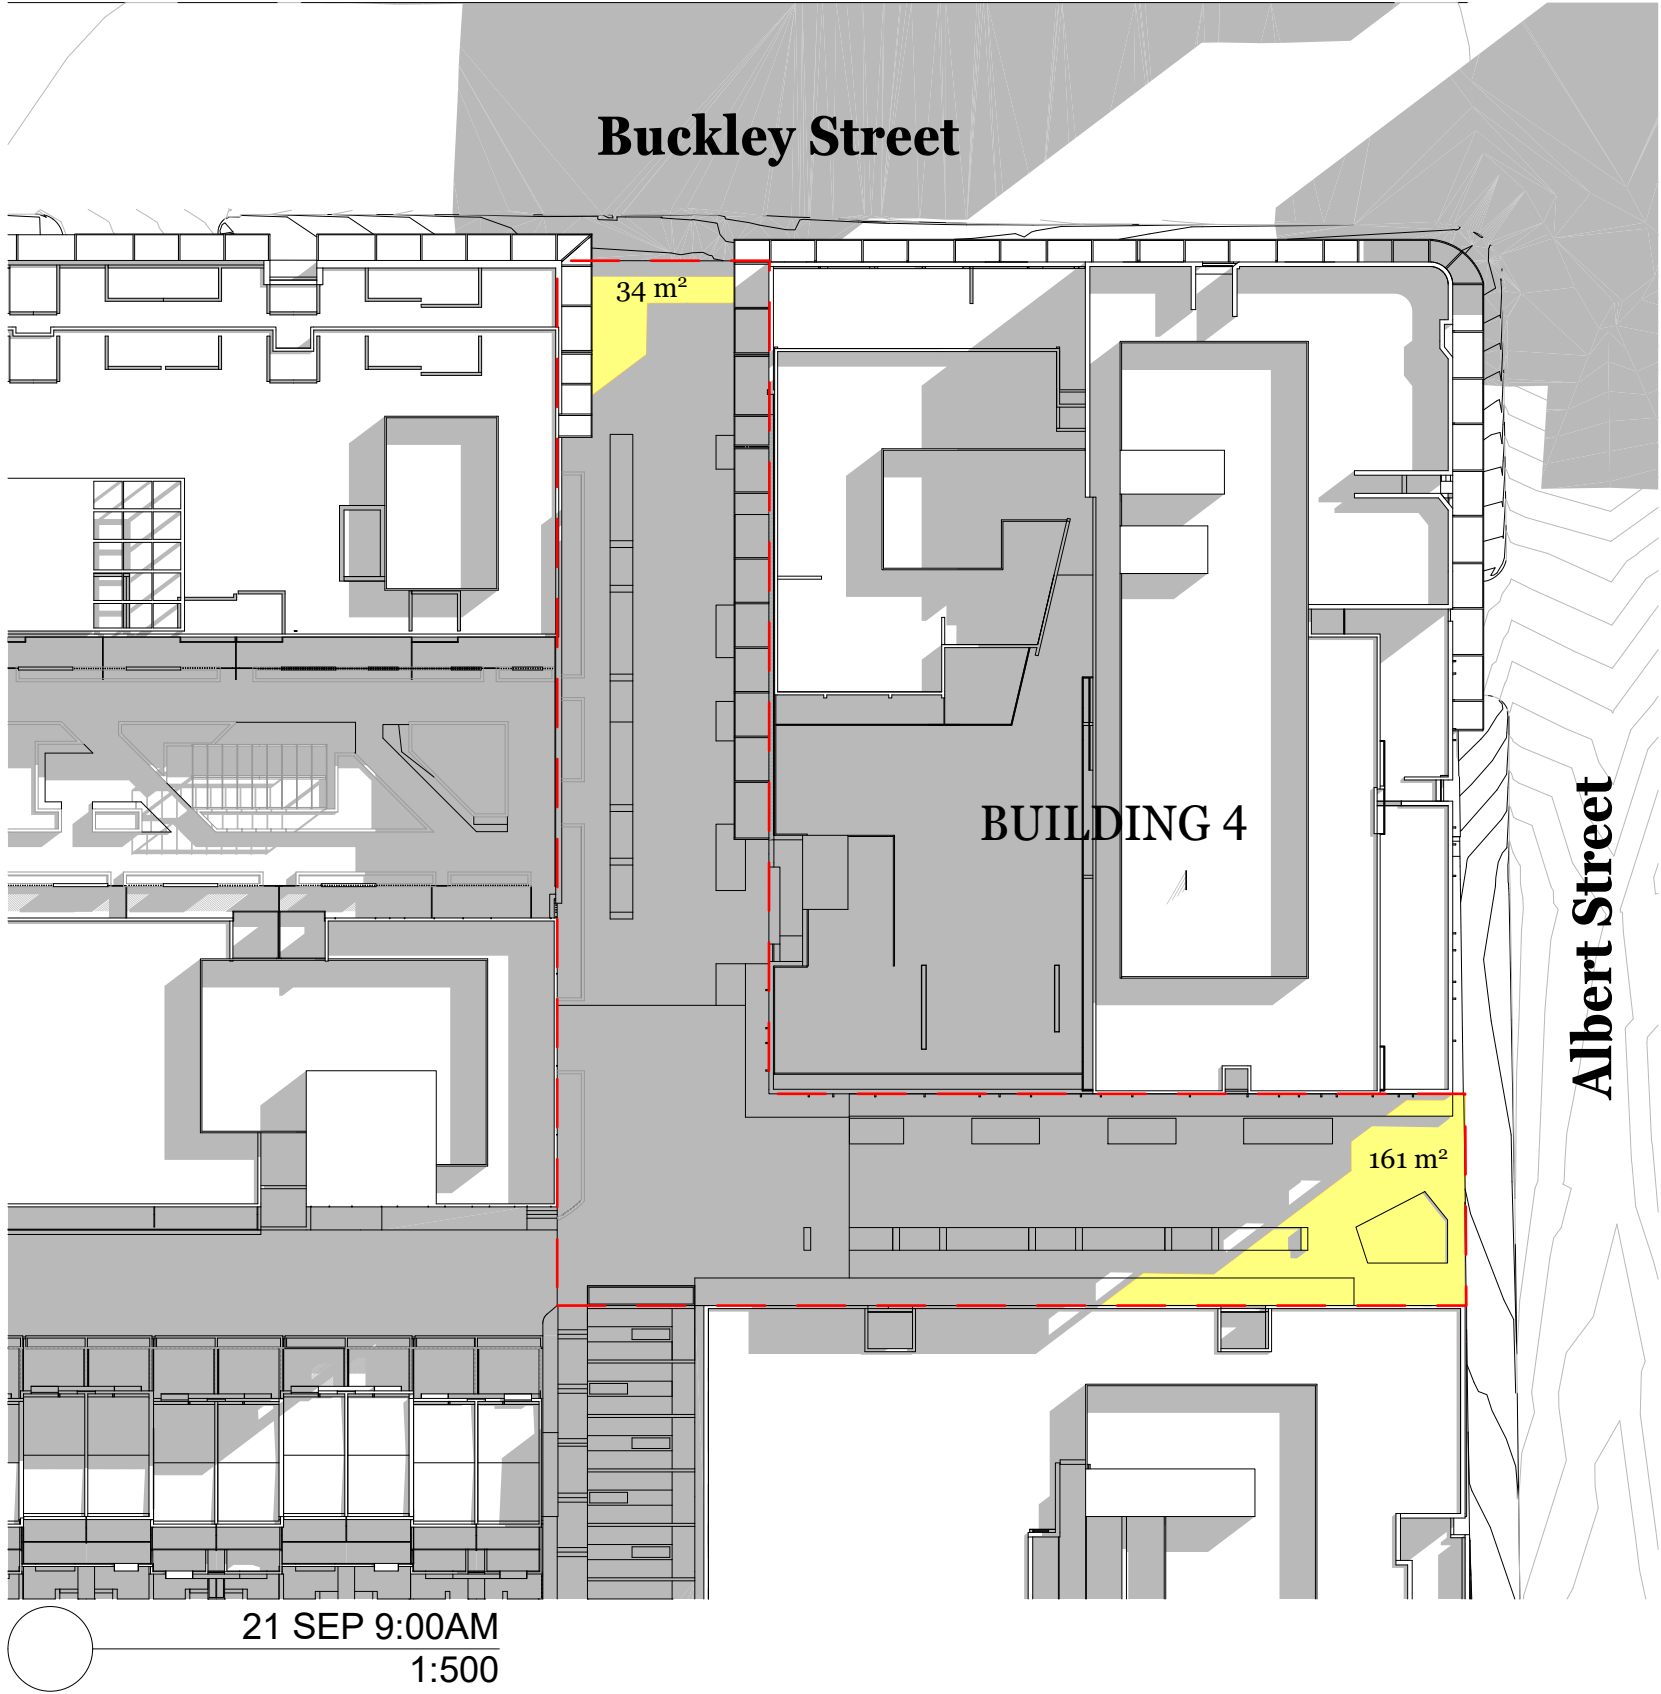 Buckley Street
34 m²
BUILDING 4
Albert Street
161 m²
21 SEP 9:00AM
1:500